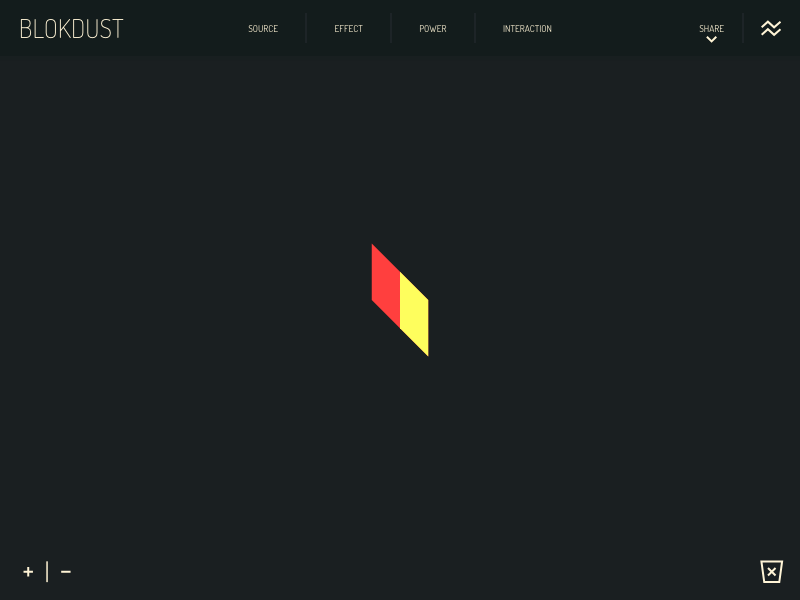 BLOKDUST
SOURCE
EFFECT
POWER
INTERACTION
SHARE